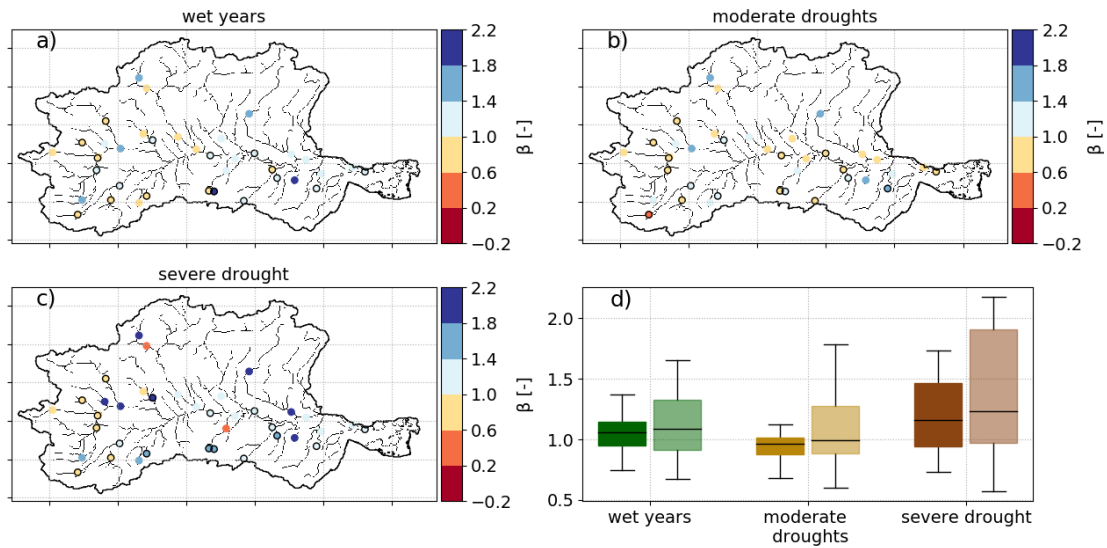 wet years
a)
2.2
1.8
1.4
1.0
0.6
0.2
−0.2
β [-]
moderate droughts
b)
2.2
1.8
1.4
1.0
0.6
0.2
−0.2
β [-]
severe drought
c)
2.2
1.8
1.4
1.0
0.6
0.2
−0.2
β [-]
d)
2.0
1.5
1.0
0.5
wet years
moderate
droughts
severe drought